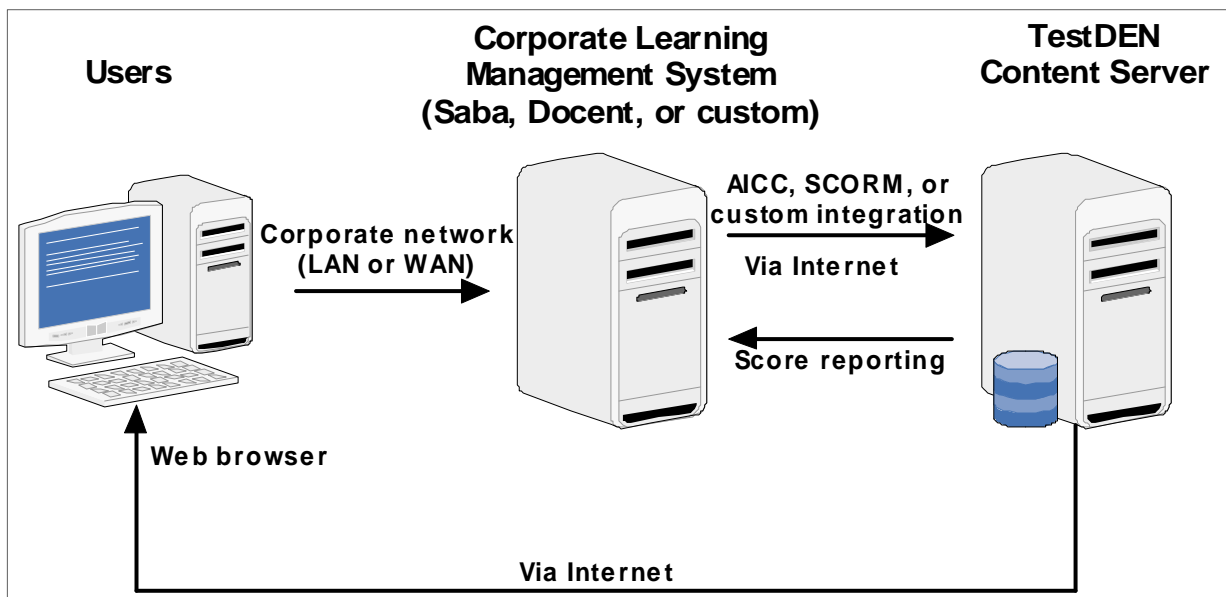 Users
Corporate Learning
Management System
(Saba, Docent, or custom)
TestDEN
Content Server
Corporate network
(LAN or WAN)
AICC, SCORM, or
custom integration
Via Internet
Score reporting
Web browser
Via Internet